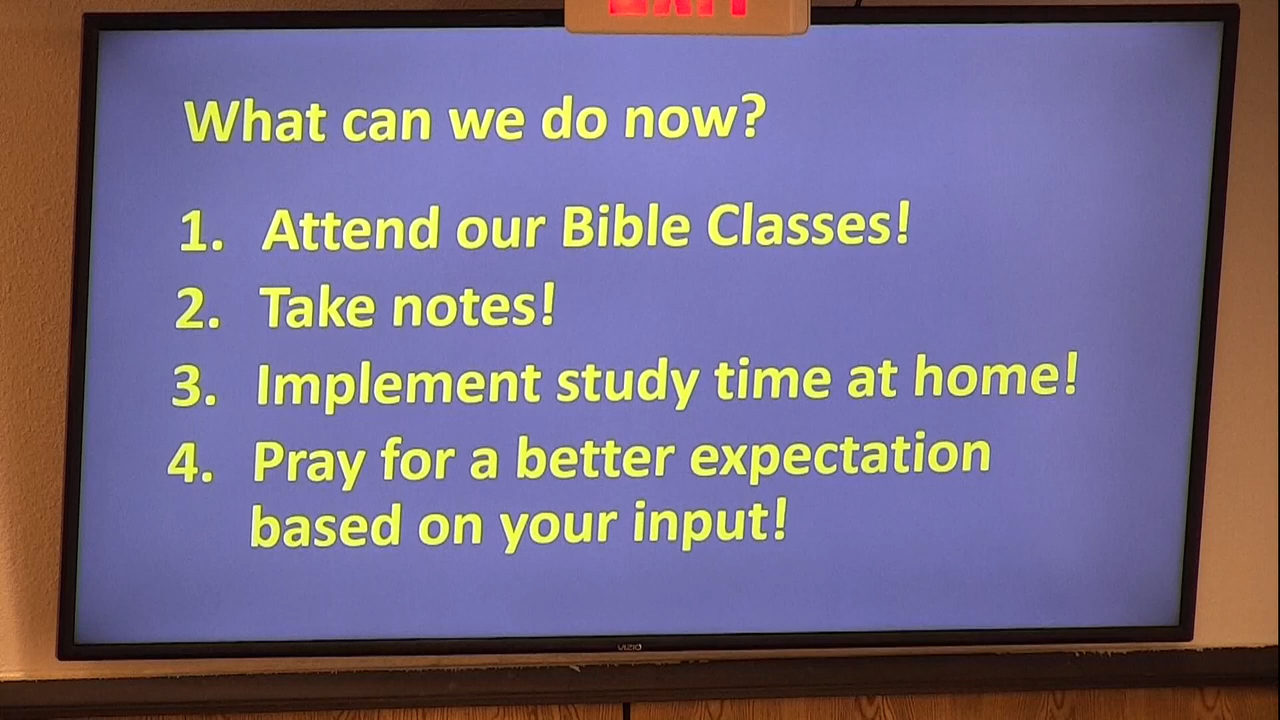 EXIT
What can we do now?
1. Attend our Bible Classes!
2. Take notes!
3. Implement study time at home!
4. Pray for a better expectation
based on your input!
VIZIO